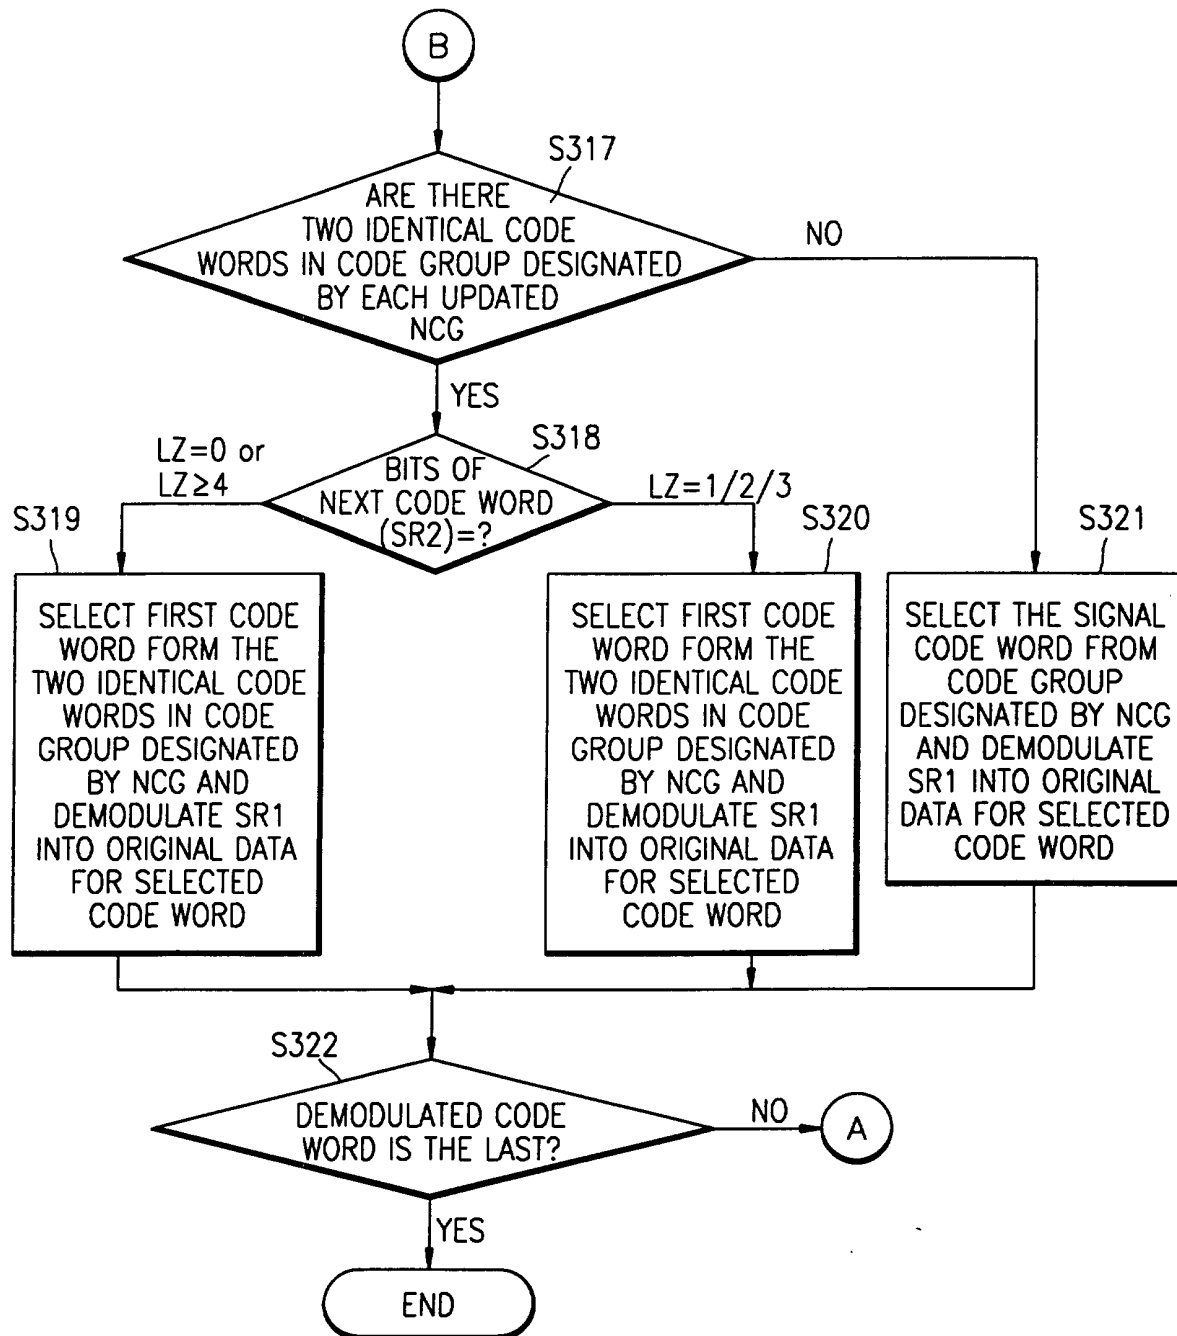 B
S317
ARE THERE
TWO IDENTICAL CODE
WORDS IN CODE GROUP DESIGNATED
BY EACH UPDATED
NCG
NO
YES
S318
BITS OF
NEXT CODE WORD
(SR2)=?
LZ=0 or
LZ≥4
LZ=1/2/3
S319
SELECT FIRST CODE
WORD FORM THE
TWO IDENTICAL CODE
WORDS IN CODE
GROUP DESIGNATED
BY NCG AND
DEMODULATE SR1
INTO ORIGINAL DATA
FOR SELECTED
CODE WORD
S320
SELECT FIRST CODE
WORD FORM THE
TWO IDENTICAL CODE
WORDS IN CODE
GROUP DESIGNATED
BY NCG AND
DEMODULATE SR1
INTO ORIGINAL DATA
FOR SELECTED
CODE WORD
S321
SELECT THE SIGNAL
CODE WORD FROM
CODE GROUP
DESIGNATED BY NCG
AND DEMODULATE
SR1 INTO ORIGINAL
DATA FOR SELECTED
CODE WORD
S322
DEMODULATED CODE
WORD IS THE LAST?
NO
A
YES
END